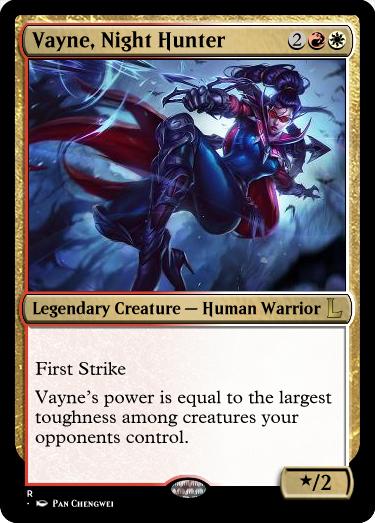 Vayne, Night Hunter 2
Legendary Creature — Human Warrior L
First Strike
Vayne's power is equal to the largest
toughness among creatures your
opponents control.
★/2
R
· PAN CHENGWEI